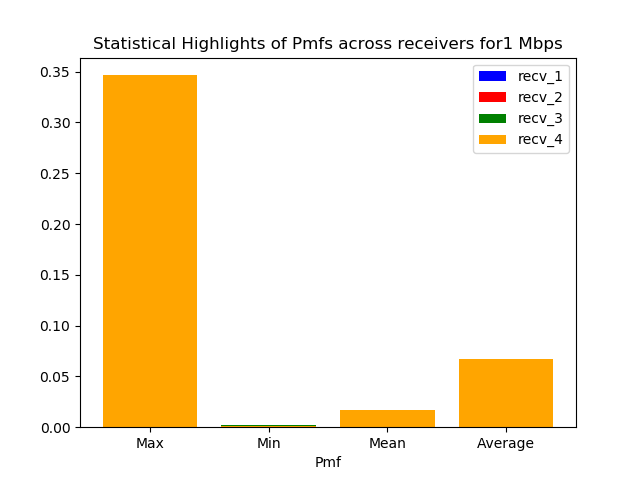 Statistical Highlights of Pmfs across receivers for1 Mbps
recv_1
recv_2
recv_3
recv_4
0.35
0.30
0.25
0.20
0.15
0.10
0.05
0.00
Max Min Mean Average
Pmf